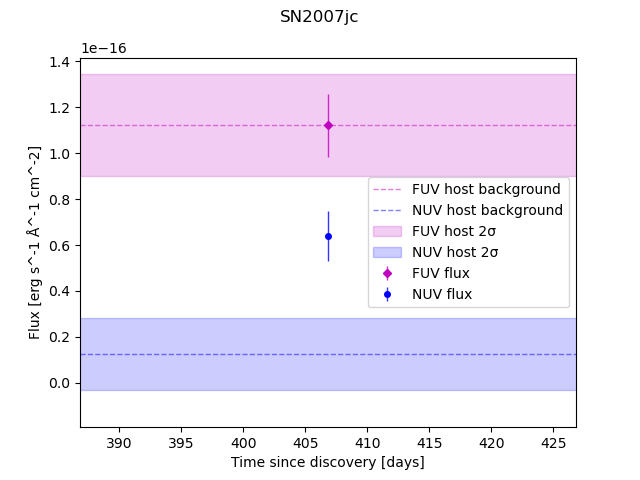 SN2007jc
1e−16
1.4
1.2
1.0
0.8
0.6
0.4
0.2
0.0
Flux [erg s^-1 Å^-1 cm^-2]
FUV host background
NUV host background
FUV host 2σ
NUV host 2σ
FUV flux
NUV flux
390 395 400 405 410 415 420 425
Time since discovery [days]